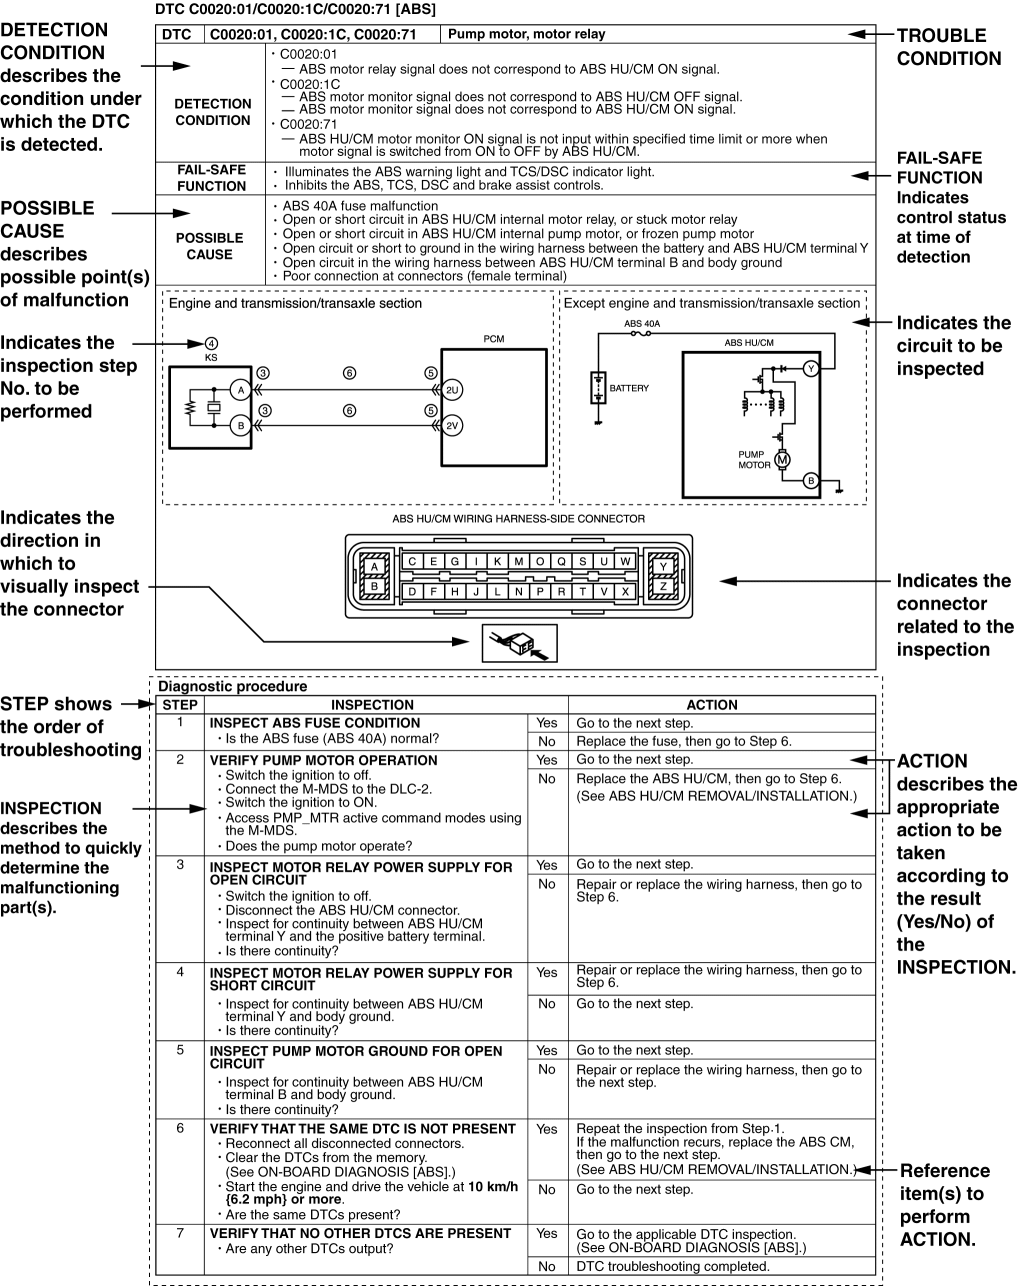 DTC C0020:01/C0020:1C/C0020:71 [ABS]
DETECTION
CONDITION
describes the
condition under
which the DTC
is detected.
DTC C0020:01, C0020:1C, C0020:71 Pump motor, motor relay
TROUBLE
CONDITION
DETECTION
CONDITION
· C0020:01
— ABS motor relay signal does not correspond to ABS HU/CM ON signal.
· C0020:1C
— ABS motor monitor signal does not correspond to ABS HU/CM OFF signal.
— ABS motor monitor signal does not correspond to ABS HU/CM ON signal.
· C0020:71
— ABS HU/CM motor monitor ON signal is not input within specified time limit or more when
motor signal is switched from ON to OFF by ABS HU/CM.
FAIL-SAFE
FUNCTION
· Illuminates the ABS warning light and TCS/DSC indicator light.
· Inhibits the ABS, TCS, DSC and brake assist controls.
FAIL-SAFE
FUNCTION
Indicates
control status
at time of
detection
POSSIBLE
CAUSE
describes
possible point(s)
of malfunction
POSSIBLE
CAUSE
· ABS 40A fuse malfunction
· Open or short circuit in ABS HU/CM internal motor relay, or stuck motor relay
· Open or short circuit in ABS HU/CM internal pump motor, or frozen pump motor
· Open circuit or short to ground in the wiring harness between the battery and ABS HU/CM terminal Y
· Open circuit in the wiring harness between ABS HU/CM terminal B and body ground
· Poor connection at connectors (female terminal)
Indicates the
inspection step
No. to be
performed
Engine and transmission/transaxle section
④
KS
PCM
A ③ ⑥ ⑤ 2U
B ③ ⑥ ⑤ 2V
Except engine and transmission/transaxle section
ABS 40A
ABS HU/CM
BATTERY
Y
PUMP
MOTOR
M
B
Indicates the
circuit to be
inspected
Indicates the
direction in
which to
visually inspect
the connector
ABS HU/CM WIRING HARNESS-SIDE CONNECTOR
A C E G I K M O Q S U W Y
B D F H J L N P R T V X Z
Indicates the
connector
related to the
inspection
STEP shows
the order of
troubleshooting
Diagnostic procedure
STEP INSPECTION ACTION
1 INSPECT ABS FUSE CONDITION
· Is the ABS fuse (ABS 40A) normal?
Yes Go to the next step.
No Replace the fuse, then go to Step 6.
INSPECTION
describes the
method to quickly
determine the
malfunctioning
part(s).
2 VERIFY PUMP MOTOR OPERATION
· Switch the ignition to off.
· Connect the M-MDS to the DLC-2.
· Switch the ignition to ON.
· Access PMP_MTR active command modes using
the M-MDS.
· Does the pump motor operate?
Yes Go to the next step.
No Replace the ABS HU/CM, then go to Step 6.
(See ABS HU/CM REMOVAL/INSTALLATION.)
ACTION
describes the
appropriate
action to be
taken
according to
the result
(Yes/No) of
the
INSPECTION.
3 INSPECT MOTOR RELAY POWER SUPPLY FOR
OPEN CIRCUIT
· Switch the ignition to off.
· Disconnect the ABS HU/CM connector.
· Inspect for continuity between ABS HU/CM
terminal Y and the positive battery terminal.
· Is there continuity?
Yes Go to the next step.
No Repair or replace the wiring harness, then go to
Step 6.
4 INSPECT MOTOR RELAY POWER SUPPLY FOR
SHORT CIRCUIT
· Inspect for continuity between ABS HU/CM
terminal Y and body ground.
· Is there continuity?
Yes Repair or replace the wiring harness, then go to
Step 6.
No Go to the next step.
5 INSPECT PUMP MOTOR GROUND FOR OPEN
CIRCUIT
· Inspect for continuity between ABS HU/CM
terminal B and body ground.
· Is there continuity?
Yes Go to the next step.
No Repair or replace the wiring harness, then go to
the next step.
6 VERIFY THAT THE SAME DTC IS NOT PRESENT
· Reconnect all disconnected connectors.
· Clear the DTCs from the memory.
(See ON-BOARD DIAGNOSIS [ABS].)
· Start the engine and drive the vehicle at 10 km/h
{6.2 mph} or more.
· Are the same DTCs present?
Yes Repeat the inspection from Step 1.
If the malfunction recurs, replace the ABS CM,
then go to the next step.
(See ABS HU/CM REMOVAL/INSTALLATION.)
No Go to the next step.
Reference
item(s) to
perform
ACTION.
7 VERIFY THAT NO OTHER DTCS ARE PRESENT
· Are any other DTCs output?
Yes Go to the applicable DTC inspection.
(See ON-BOARD DIAGNOSIS [ABS].)
No DTC troubleshooting completed.